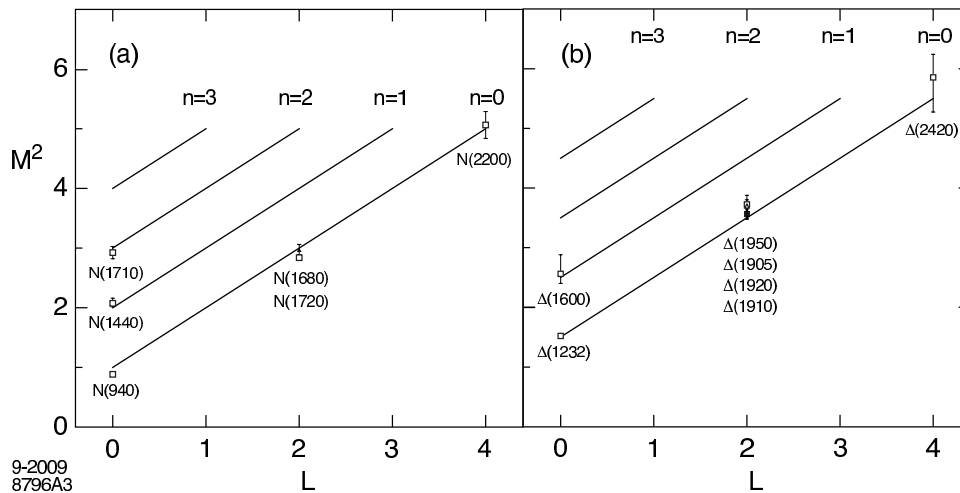 (a)
n=3 n=2 n=1 n=0
M²
6
4
2
0
N(2200)
N(1710)
N(1680)
N(1720)
N(1440)
N(940)
0 1 2 3 4
L
(b)
n=3 n=2 n=1 n=0
Δ(2420)
Δ(1950)
Δ(1905)
Δ(1920)
Δ(1910)
Δ(1600)
Δ(1232)
0 1 2 3 4
L
9-2009
8796A3